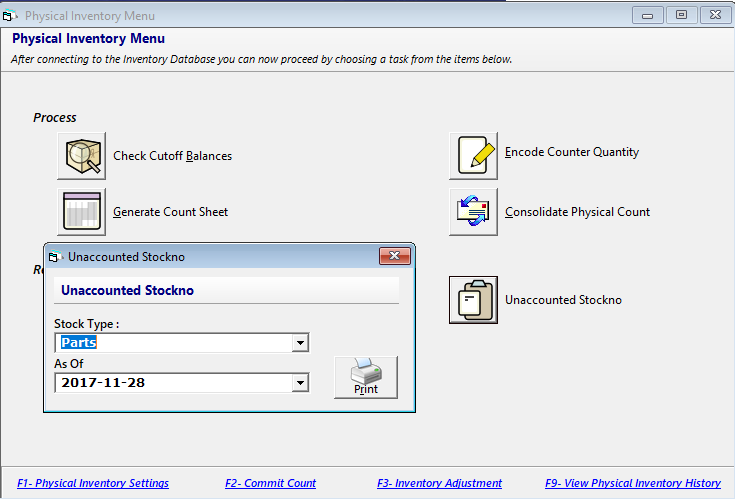 Physical Inventory Menu
Physical Inventory Menu
After connecting to the Inventory Database you can now proceed by choosing a task from the items below.
Process
Check Cutoff Balances
Encode Counter Quantity
Generate Count Sheet
Consolidate Physical Count
Unaccounted Stockno
Unaccounted Stockno
Unaccounted Stockno
Stock Type :
Parts
As Of
2017-11-28
Print
F1- Physical Inventory Settings
F2- Commit Count
F3- Inventory Adjustment
F9- View Physical Inventory History